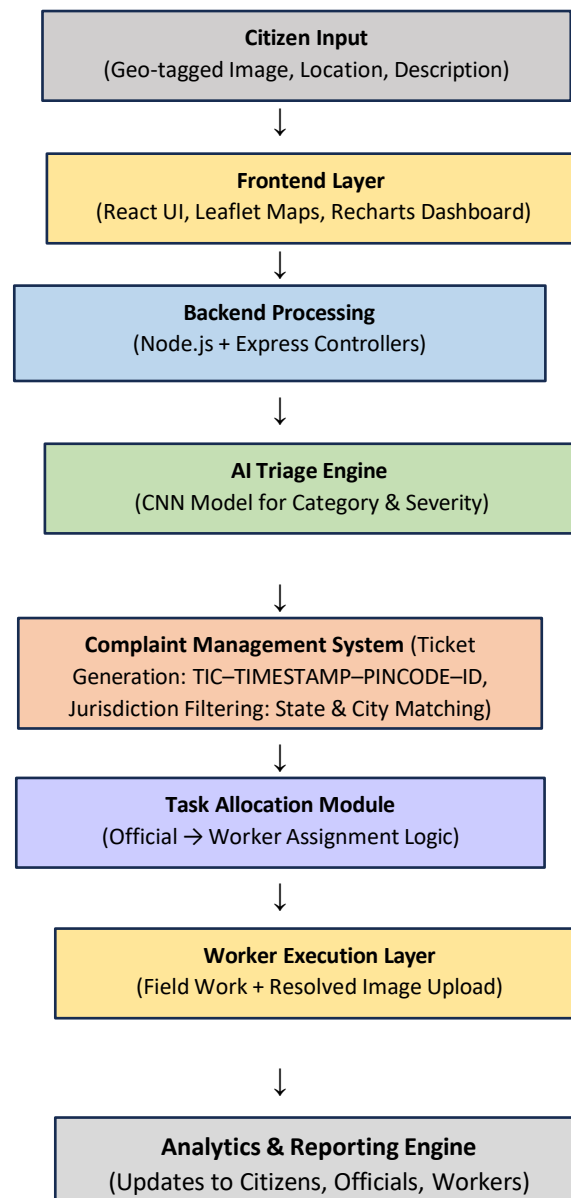 Citizen Input
(Geo-tagged Image, Location, Description)
↓
Frontend Layer
(React UI, Leaflet Maps, Recharts Dashboard)
↓
Backend Processing
(Node.js + Express Controllers)
↓
AI Triage Engine
(CNN Model for Category & Severity)
↓
Complaint Management System (Ticket
Generation: TIC–TIMESTAMP–PINCODE–ID,
Jurisdiction Filtering: State & City Matching)
↓
Task Allocation Module
(Official → Worker Assignment Logic)
↓
Worker Execution Layer
(Field Work + Resolved Image Upload)
↓
Analytics & Reporting Engine
(Updates to Citizens, Officials, Workers)